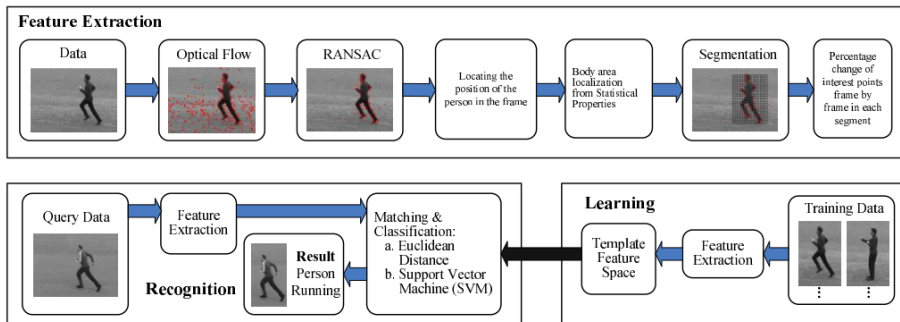 Feature Extraction
Data
Optical Flow
RANSAC
Locating the
position of the
person in the frame
Body area
localization
from Statistical
Properties
Segmentation
Percentage
change of
interest points
frame by
frame in each
segment
Query Data
Feature
Extraction
Matching &
Classification:
a. Euclidean
Distance
b. Support Vector
Machine (SVM)
Result
Person
Running
Recognition
Learning
Template
Feature
Space
Feature
Extraction
Training Data